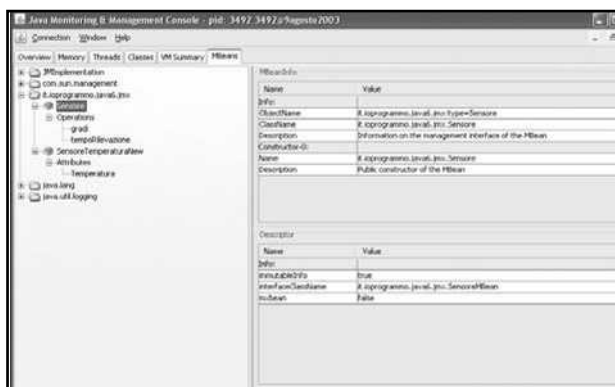 Java Monitoring & Management Console - pid: 3492 3492@9agosto2003
Connection Window Help
Overview Memory Threads Classes VM Summary MBeans
JMImplementation
com.sun.management
it.ioprogrammo.java6.jmx
Sensore
Operations
gradi
tempoRilevazione
SensoreTemperaturaNew
Attributes
Temperatura
java.lang
java.util.logging
MBeanInfo
Name Value
Info:
ObjectName it.ioprogrammo.java6.jmx:type=Sensore
ClassName it.ioprogrammo.java6.jmx.Sensore
Description Information on the management interface of the MBean
Constructor-0:
Name it.ioprogrammo.java6.jmx.Sensore
Description Public constructor of the MBean
Descriptor
Name Value
Info:
immutableInfo true
interfaceClassName it.ioprogrammo.java6.jmx.SensoreMBean
mxbean false